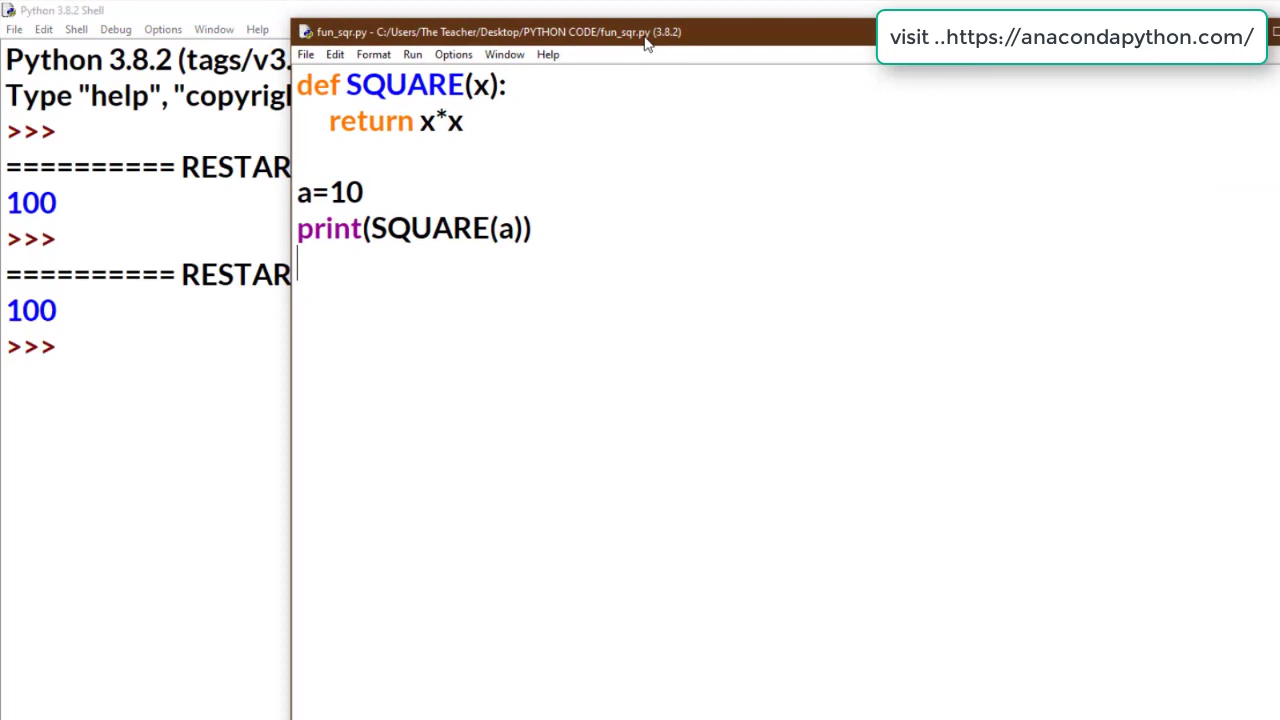 Python 3.8.2 Shell
File Edit Shell Debug Options Window Help
Python 3.8.2 (tags/v3.
Type "help", "copyrigh
>>>
========== RESTAR
100
>>>
========== RESTAR
100
>>>
fun_sqr.py - C:/Users/The Teacher/Desktop/PYTHON CODE/fun_sqr.py (3.8.2)
File Edit Format Run Options Window Help
def SQUARE(x):
return x*x
a=10
print(SQUARE(a))
visit ..https://anacondapython.com/